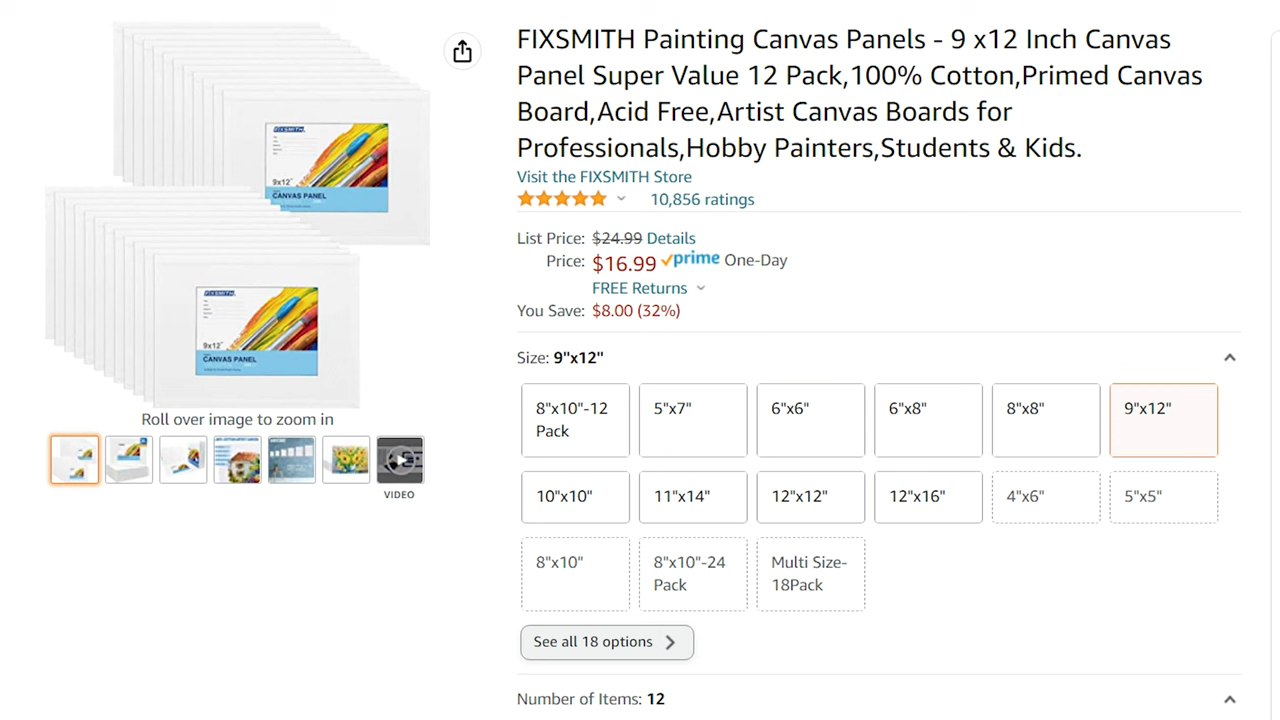 FIXSMITH Painting Canvas Panels - 9 x12 Inch Canvas
Panel Super Value 12 Pack,100% Cotton,Primed Canvas
Board,Acid Free,Artist Canvas Boards for
Professionals,Hobby Painters,Students & Kids.
Visit the FIXSMITH Store
10,856 ratings
List Price: $24.99 Details
Price: $16.99 prime One-Day
FREE Returns
You Save: $8.00 (32%)
Size: 9"x12"
8"x10"-12 Pack
5"x7"
6"x6"
6"x8"
8"x8"
9"x12"
10"x10"
11"x14"
12"x12"
12"x16"
4"x6"
5"x5"
8"x10"
8"x10"-24 Pack
Multi Size-18Pack
See all 18 options
Number of Items: 12
FIXSMITH
9x12"
CANVAS PANEL
FIXSMITH
9x12"
CANVAS PANEL
Roll over image to zoom in
VIDEO